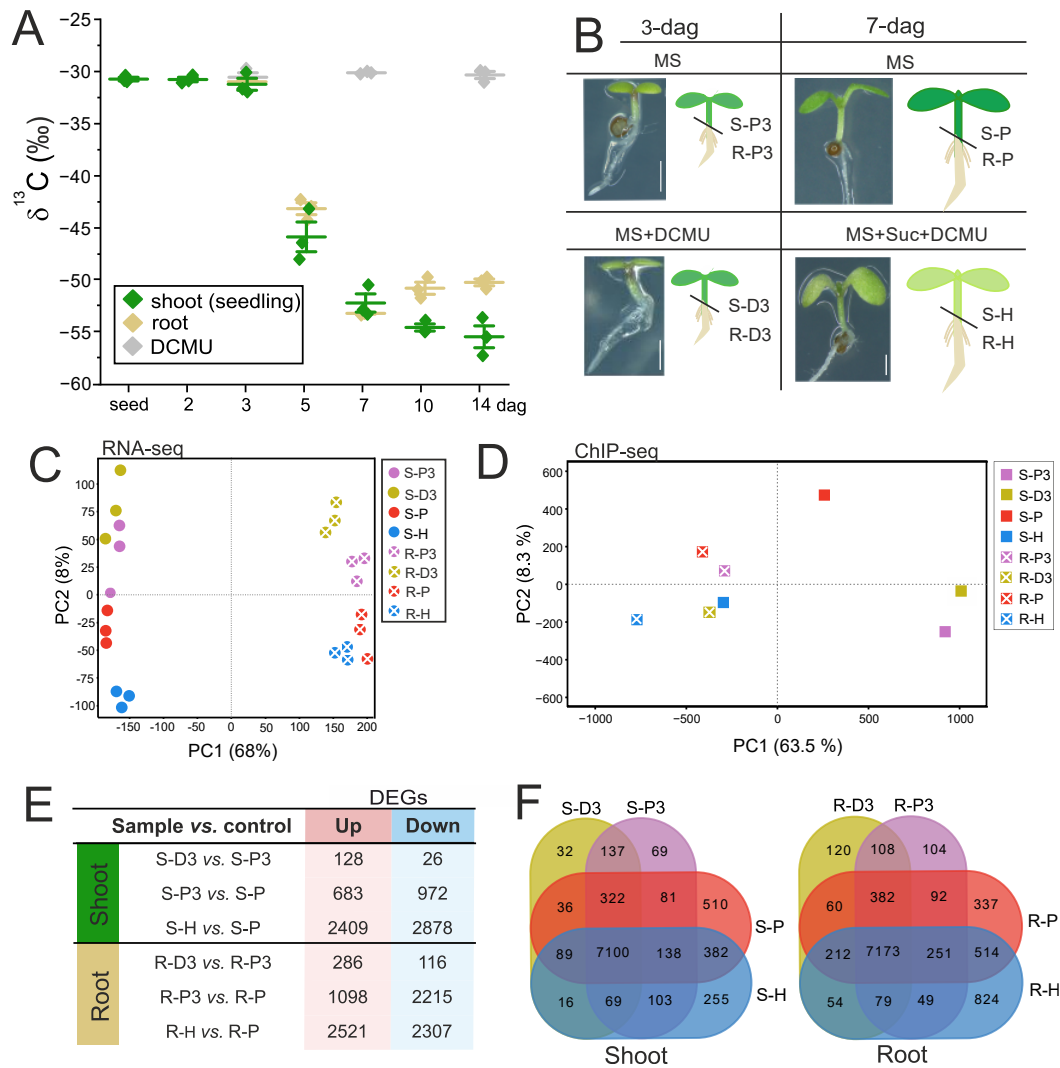 A
δ ¹³ C (‰)
−25
−30
−35
−40
−45
−50
−55
−60
seed 2 3 5 7 10 14 dag
shoot (seedling)
root
DCMU
B
3-dag 7-dag
MS MS
S-P3
R-P3
S-P
R-P
MS+DCMU MS+Suc+DCMU
S-D3
R-D3
S-H
R-H
C
RNA-seq
PC2 (8%)
100
75
50
25
0
-25
-50
-75
-100
-150 -100 -50 0 50 100 150 200
PC1 (68%)
S-P3
S-D3
S-P
S-H
R-P3
R-D3
R-P
R-H
D
ChIP-seq
PC2 (8.3 %)
600
400
200
0
−200
−400
−600
−1000 −500 0 500 1000
PC1 (63.5 %)
S-P3
S-D3
S-P
S-H
R-P3
R-D3
R-P
R-H
E
DEGs
Sample vs. control Up Down
Shoot
S-D3 vs. S-P3 128 26
S-P3 vs. S-P 683 972
S-H vs. S-P 2409 2878
Root
R-D3 vs. R-P3 286 116
R-P3 vs. R-P 1098 2215
R-H vs. R-P 2521 2307
F
S-D3 S-P3
32 137 69
36 322 81 510
S-P
89 7100 138 382
S-H
16 69 103 255
Shoot
R-D3 R-P3
120 108 104
60 382 92 337
R-P
212 7173 251 514
R-H
54 79 49 824
Root